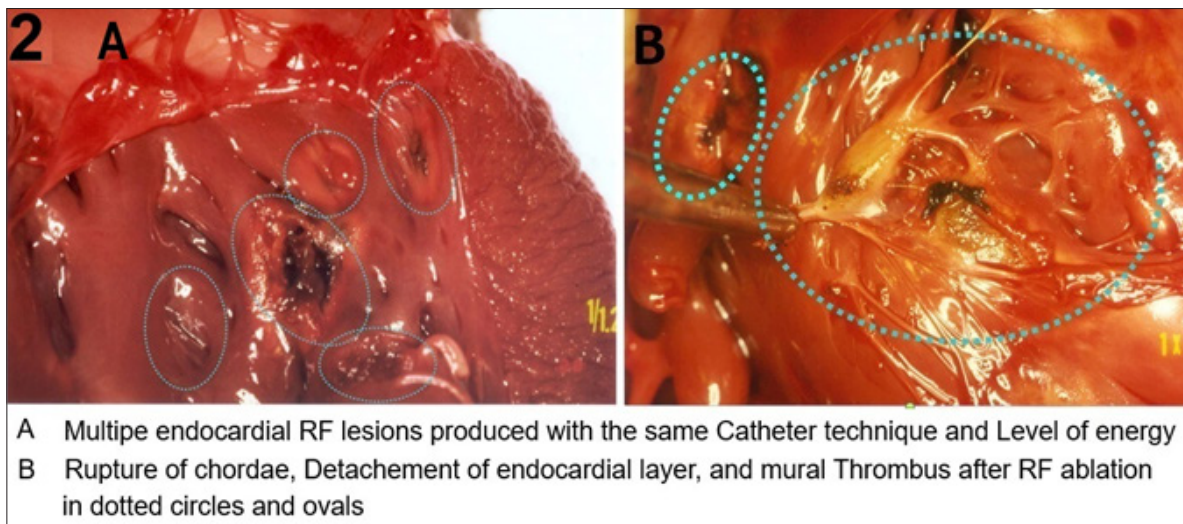 2 A
B
1/1.2
1x
A Multipe endocardial RF lesions produced with the same Catheter technique and Level of energy
B Rupture of chordae, Detachement of endocardial layer, and mural Thrombus after RF ablation
in dotted circles and ovals